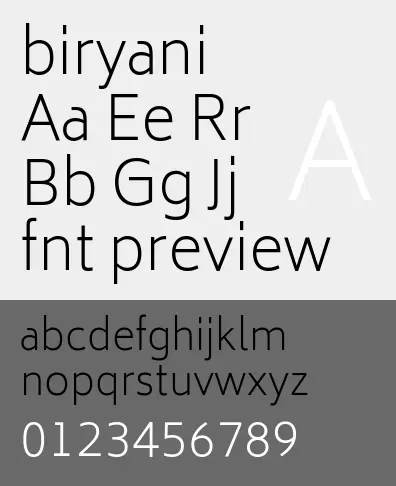 biryani
Aa Ee Rr
A
Bb Gg Jj
fnt preview
abcdefghijklm
nopqrstuvwxyz
0123456789